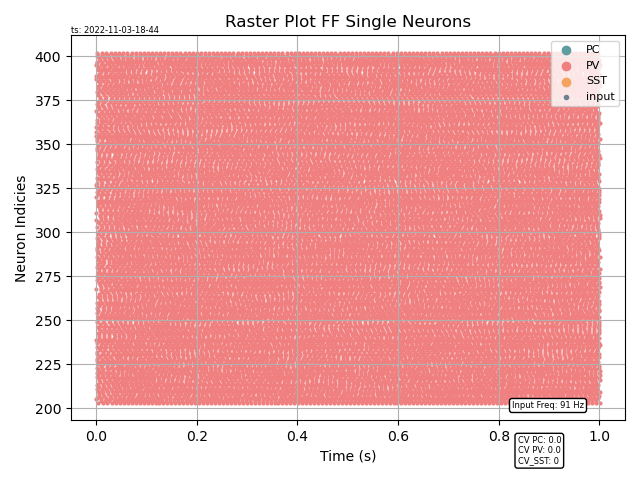 Raster Plot FF Single Neurons
ts: 2022-11-03-18-44
PC
PV
SST
input
400
375
350
325
300
275
250
225
200
Neuron Indicies
Input Freq: 91 Hz
0.0 0.2 0.4 0.6 0.8 1.0
Time (s)
CV PC: 0.0
CV PV: 0.0
CV_SST: 0